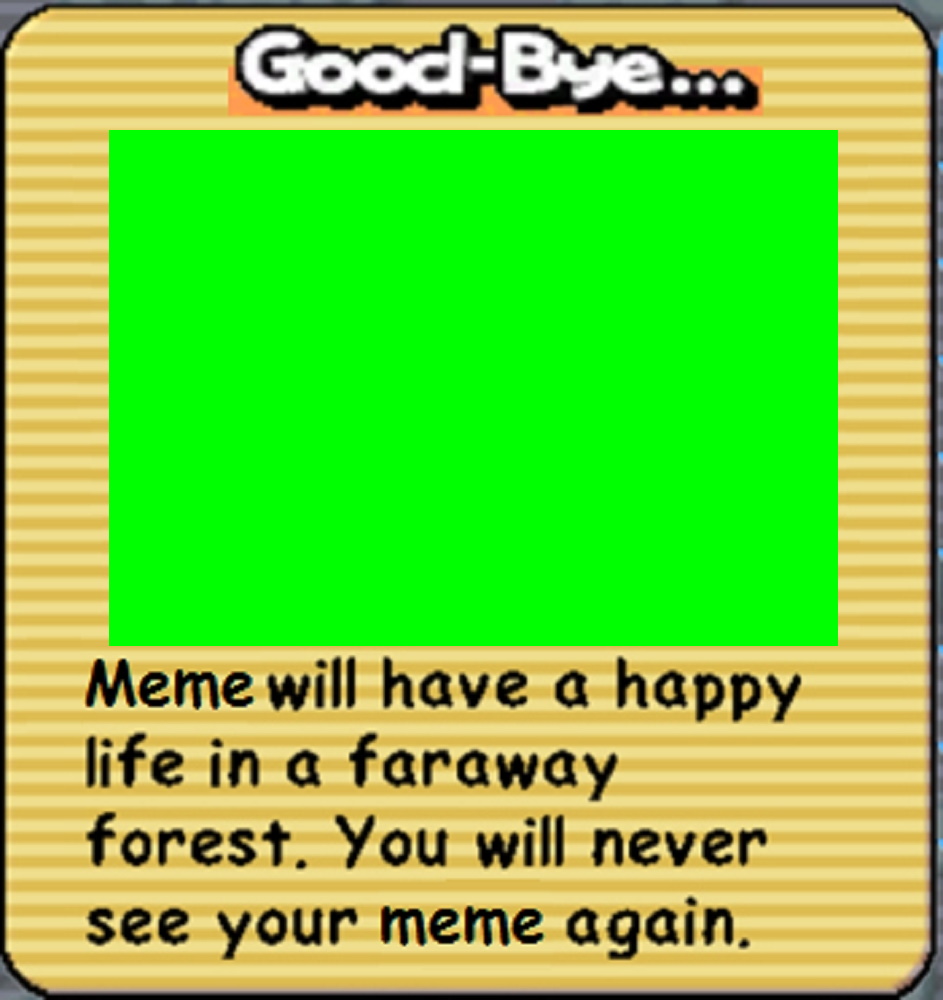 Good-Bye...
Meme will have a happy
life in a faraway
forest. You will never
see your meme again.